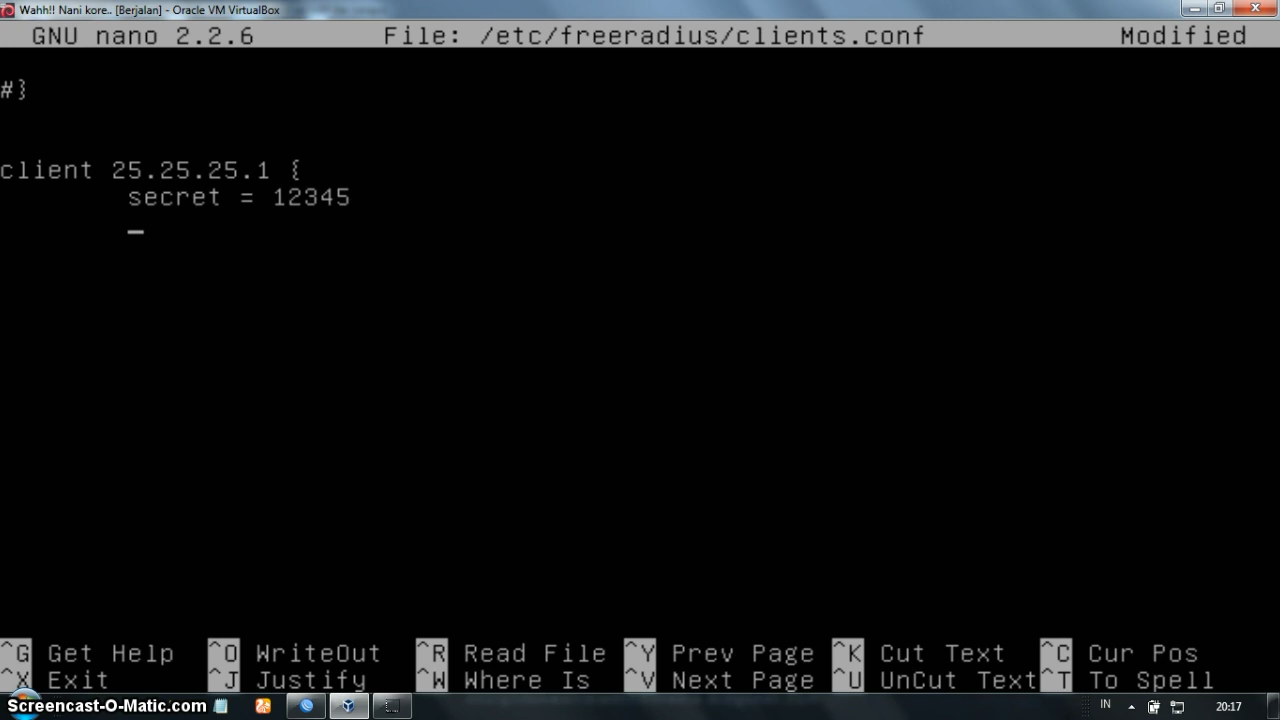 Wahh!! Nani kore.. [Berjalan] - Oracle VM VirtualBox
GNU nano 2.2.6 File: /etc/freeradius/clients.conf Modified
#}
client 25.25.25.1 {
secret = 12345
^G Get Help ^O WriteOut ^R Read File ^Y Prev Page ^K Cut Text ^C Cur Pos
^X Exit ^J Justify ^W Where Is ^V Next Page ^U UnCut Text ^T To Spell
Screencast-O-Matic.com IN 20:17